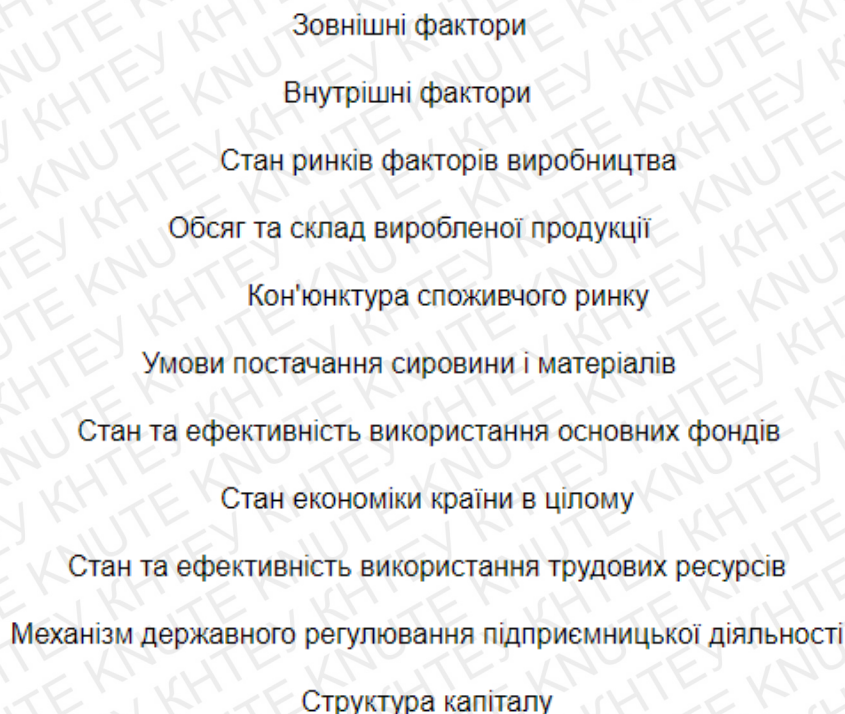 Зовнішні фактори
Внутрішні фактори
Стан ринків факторів виробництва
Обсяг та склад виробленої продукції
Кон'юнктура споживчого ринку
Умови постачання сировини і матеріалів
Стан та ефективність використання основних фондів
Стан економіки країни в цілому
Стан та ефективність використання трудових ресурсів
Механізм державного регулювання підприємницької діяльності
Структура капіталу